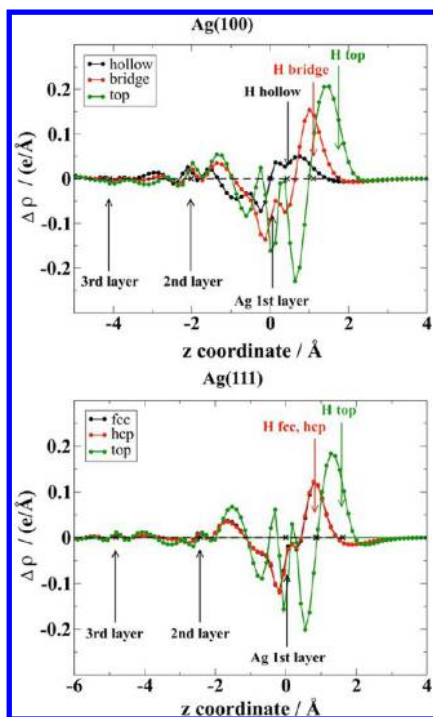 Ag(100)
hollow
bridge
top
H top
H bridge
H hollow
0.2
0.1
0
-0.1
-0.2
Δρ / (e/Å)
3rd layer
2nd layer
Ag 1st layer
-4
-2
0
2
4
z coordinate / Å
Ag(111)
fcc
hcp
top
H top
H fcc, hcp
0.2
0.1
0
-0.1
-0.2
Δρ / (e/Å)
3rd layer
2nd layer
Ag 1st layer
-6
-4
-2
0
2
4
z coordinate / Å